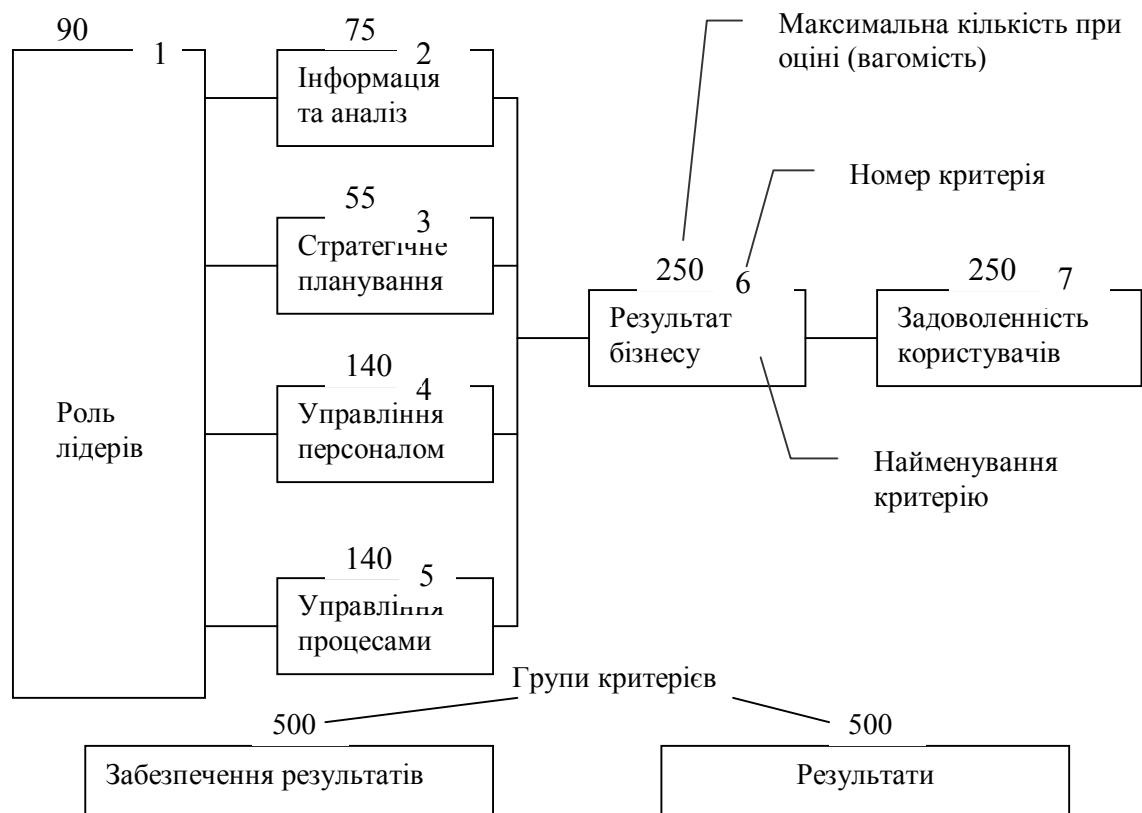 90
1
Роль
лідерів
75
2
Інформація
та аналіз
55
3
Стратегічне
планування
140
4
Управління
персоналом
140
5
Управління
процесами
Максимальна кількість при
оціні (вагомість)
Номер критерія
250
6
Результат
бізнесу
250
7
Задоволенність
користувачів
Найменування
критерію
Групи критерієв
500
Забезпечення результатів
500
Результати